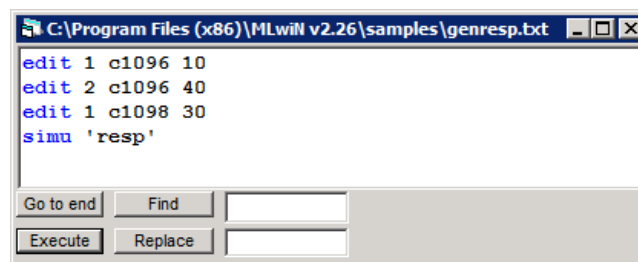 C:\Program Files (x86)\MLwiN v2.26\samples\genresp.txt
edit 1 c1096 10
edit 2 c1096 40
edit 1 c1098 30
simu 'resp'
Go to end Find
Execute Replace